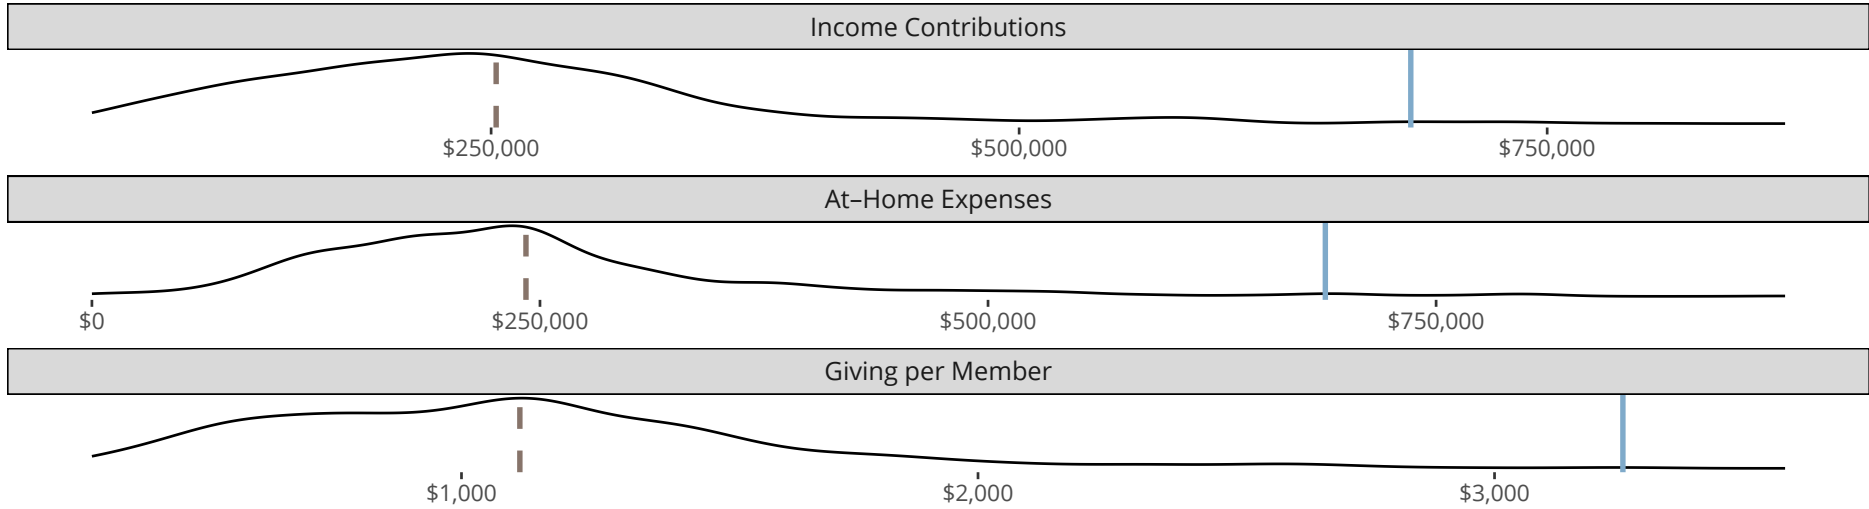 Income Contributions
$250,000 $500,000 $750,000
At–Home Expenses
$0 $250,000 $500,000 $750,000
Giving per Member
$1,000 $2,000 $3,000